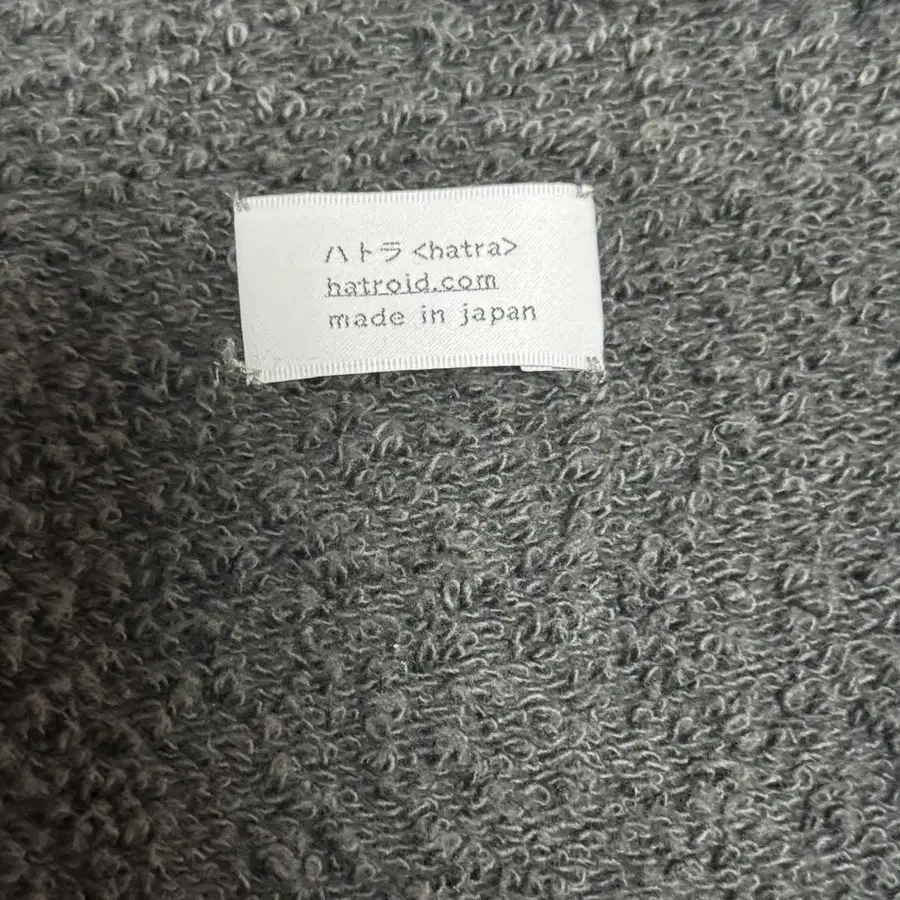 ハトラ <hatra>
hatroid.com
made in japan